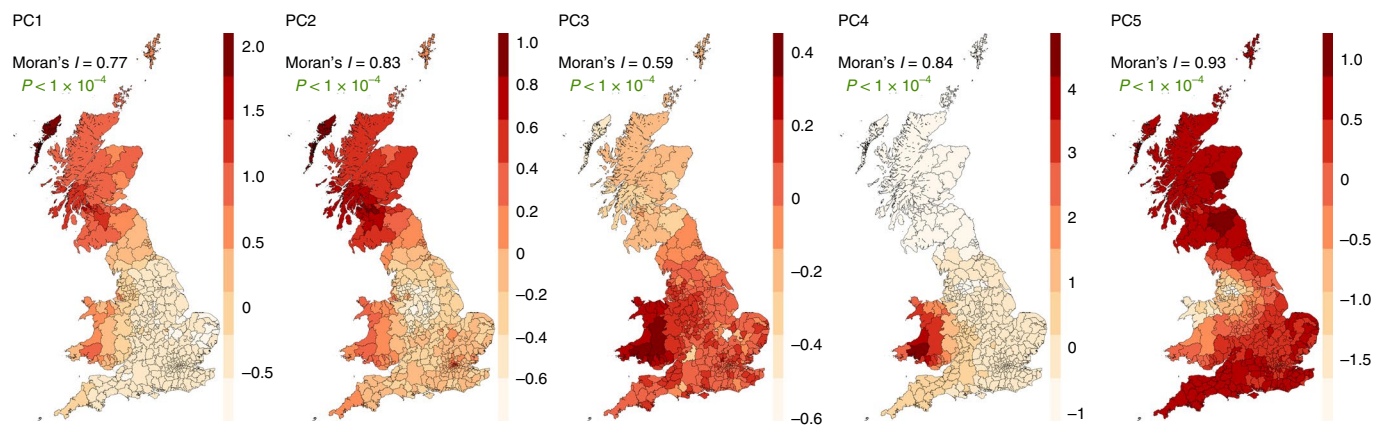 PC1
Moran's I = 0.77
P < 1 × 10⁻⁴
2.0
1.5
1.0
0.5
0
–0.5
PC2
Moran's I = 0.83
P < 1 × 10⁻⁴
1.0
0.8
0.6
0.4
0.2
0
–0.2
–0.4
–0.6
PC3
Moran's I = 0.59
P < 1 × 10⁻⁴
0.4
0.2
0
–0.2
–0.4
–0.6
PC4
Moran's I = 0.84
P < 1 × 10⁻⁴
4
3
2
1
0
–1
PC5
Moran's I = 0.93
P < 1 × 10⁻⁴
1.0
0.5
0
–0.5
–1.0
–1.5